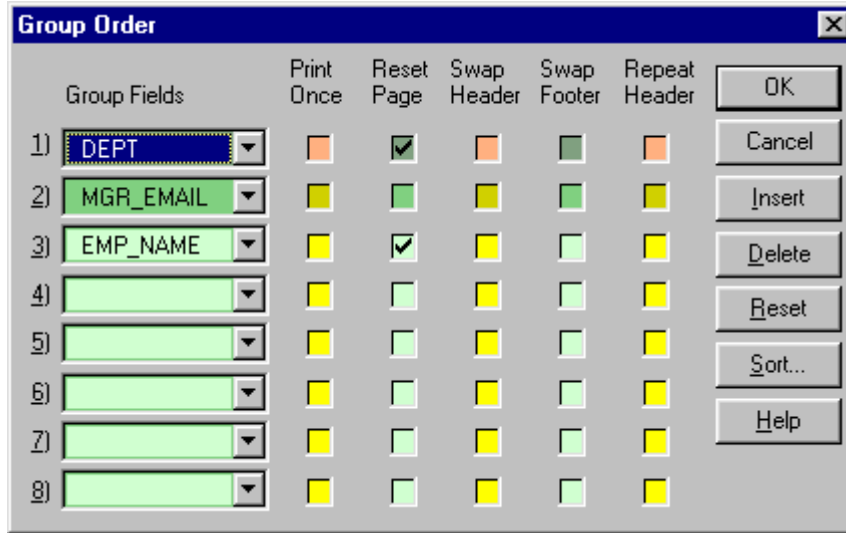 Group Order
Group Fields Print Once Reset Page Swap Header Swap Footer Repeat Header
OK
1) DEPT
Cancel
2) MGR_EMAIL
Insert
3) EMP_NAME
Delete
4)
Reset
5)
Sort...
6)
Help
7)
8)